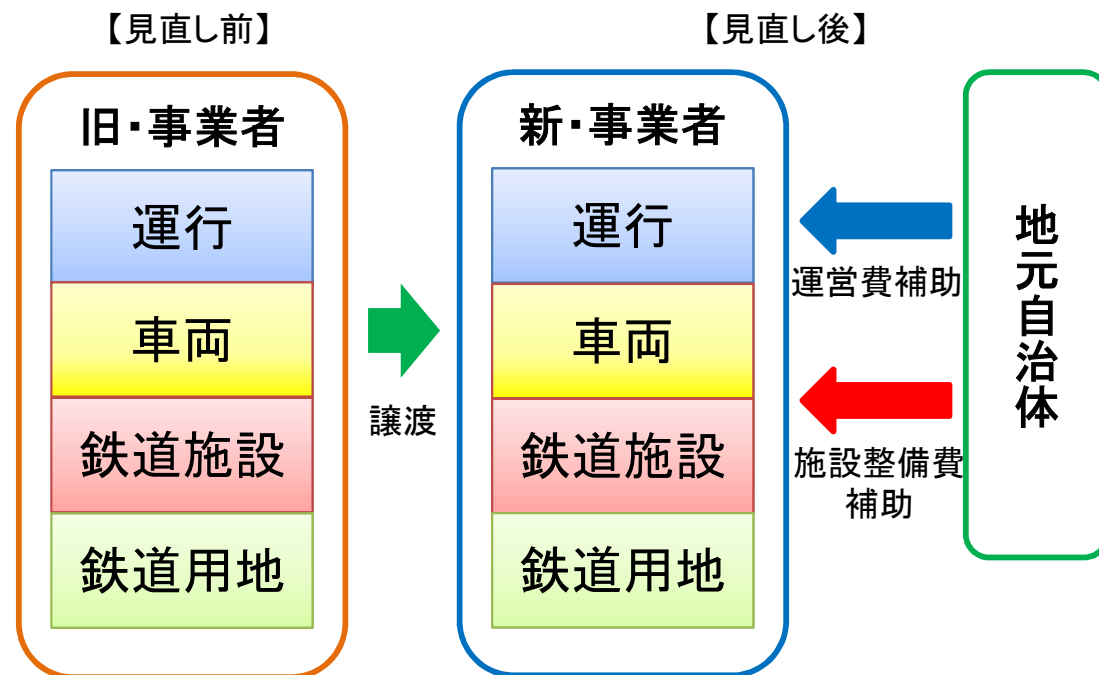 【見直し前】
旧・事業者
運行
車両
鉄道施設
鉄道用地
譲渡
【見直し後】
新・事業者
運行
車両
鉄道施設
鉄道用地
運営費補助
施設整備費
補助
地元自治体